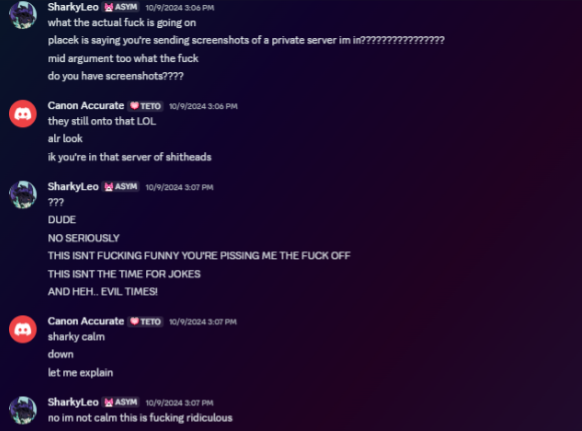 SharkyLeo ASYM 10/9/2024 3:06 PM
what the actual fuck is going on
placek is saying you're sending screenshots of a private server im in????????????????
mid argument too what the fuck
do you have screenshots????
Canon Accurate TETO 10/9/2024 3:06 PM
they still onto that LOL
alr look
ik you're in that server of shitheads
SharkyLeo ASYM 10/9/2024 3:07 PM
???
DUDE
NO SERIOUSLY
THIS ISNT FUCKING FUNNY YOU'RE PISSING ME THE FUCK OFF
THIS ISNT THE TIME FOR JOKES
AND HEH.. EVIL TIMES!
Canon Accurate TETO 10/9/2024 3:07 PM
sharky calm
down
let me explain
SharkyLeo ASYM 10/9/2024 3:07 PM
no im not calm this is fucking ridiculous